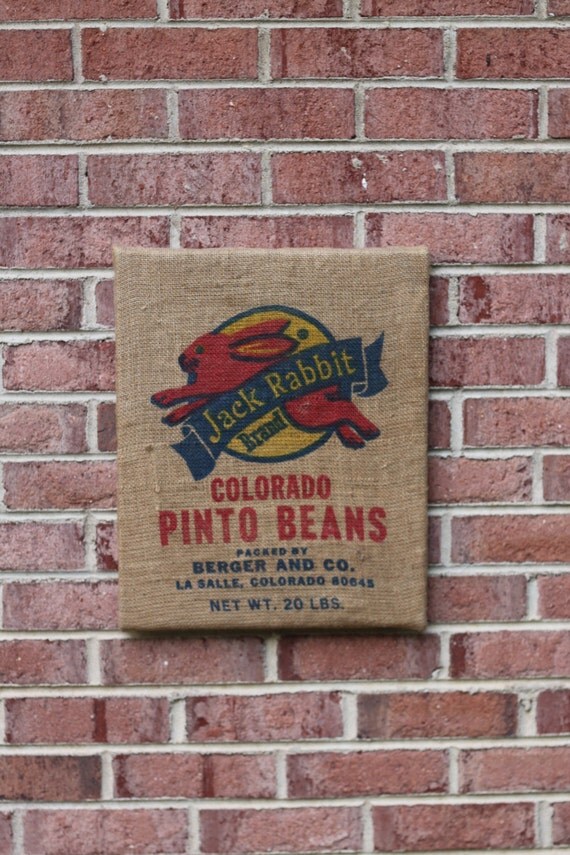 Jack Rabbit
Brand
COLORADO
PINTO BEANS
PACKED BY
BERGER AND CO.
LA SALLE, COLORADO 80645
NET WT. 20 LBS.